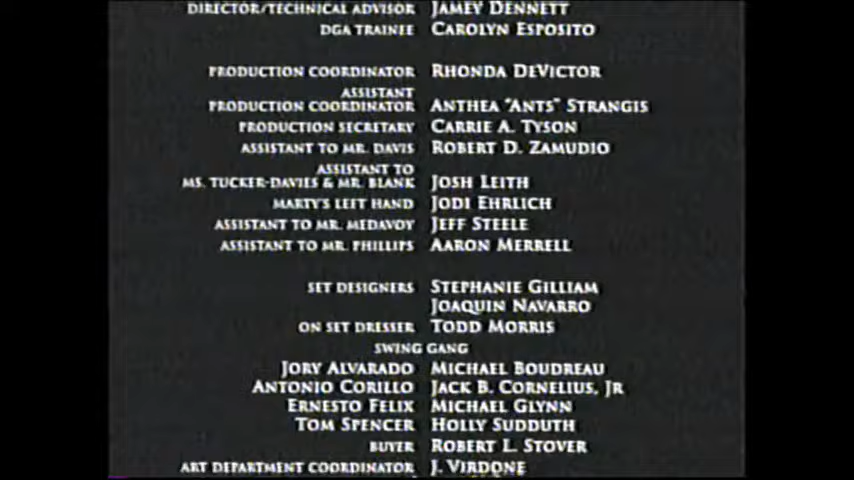 DIRECTOR/TECHNICAL ADVISOR JAMEY DENNETT
DGA TRAINEE CAROLYN ESPOSITO
PRODUCTION COORDINATOR RHONDA DEVICTOR
ASSISTANT
PRODUCTION COORDINATOR ANTHEA "ANTS" STRANGIS
PRODUCTION SECRETARY CARRIE A. TYSON
ASSISTANT TO MR. DAVIS ROBERT D. ZAMUDIO
ASSISTANT TO
MS. TUCKER-DAVIES & MR. BLANK JOSH LEITH
MARTY'S LEFT HAND JODI EHRLICH
ASSISTANT TO MR. MEDAVOY JEFF STEELE
ASSISTANT TO MR. PHILLIPS AARON MERRELL
SET DESIGNERS STEPHANIE GILLIAM
JOAQUIN NAVARRO
ON SET DRESSER TODD MORRIS
SWING GANG
JORY ALVARADO MICHAEL BOUDREAU
ANTONIO CORILLO JACK B. CORNELIUS, JR
ERNESTO FELIX MICHAEL GLYNN
TOM SPENCER HOLLY SUDDUTH
BUYER ROBERT L. STOVER
ART DEPARTMENT COORDINATOR J. VIRDONE